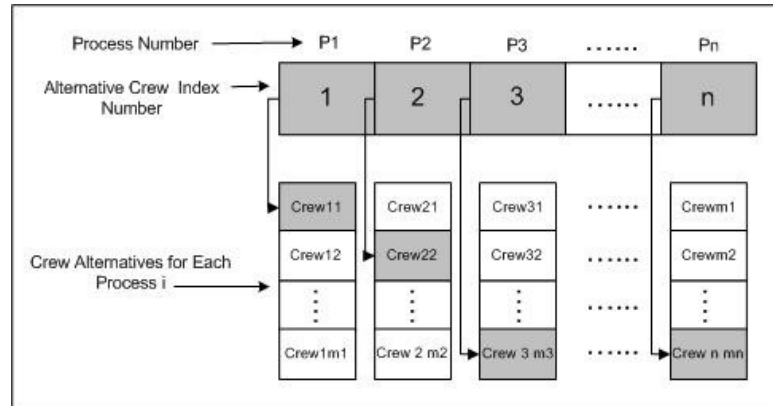 Process Number P1 P2 P3 ...... Pn
Alternative Crew Index Number 1 2 3 ...... n
Crew11 Crew21 Crew31 ...... Crewm1
Crew Alternatives for Each Process i Crew12 Crew22 Crew32 ...... Crewm2
......
Crew1m1 Crew 2 m2 Crew 3 m3 ...... Crew n mn